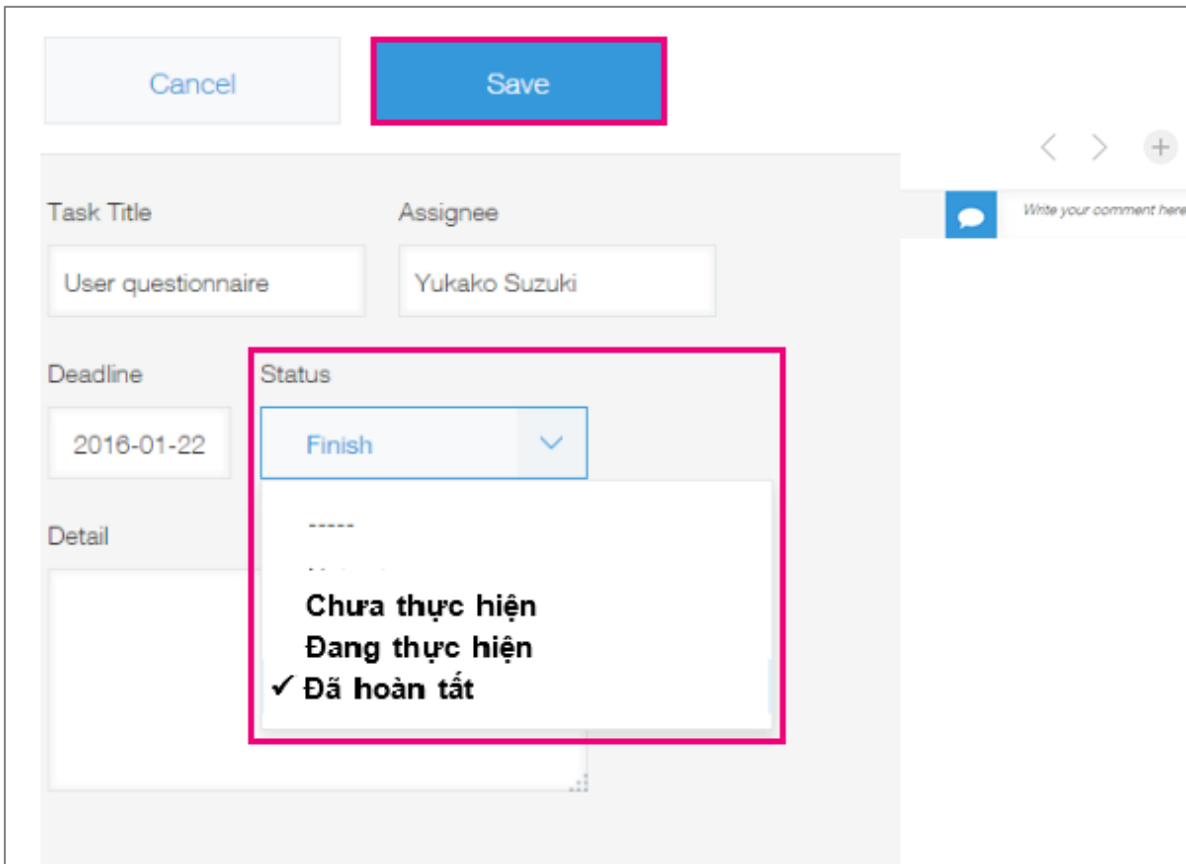 Cancel
Save
Task Title
Assignee
Write your comment here
User questionnaire
Yukako Suzuki
Deadline
Status
2016-01-22
Finish
Detail
-----
Chưa thực hiện
Đang thực hiện
✓ Đã hoàn tất